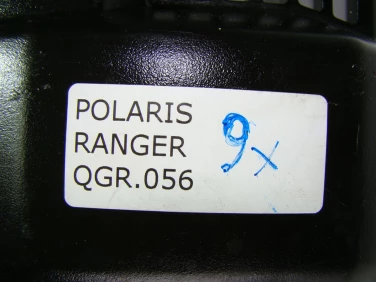 POLARIS
RANGER
QGR.056
9x